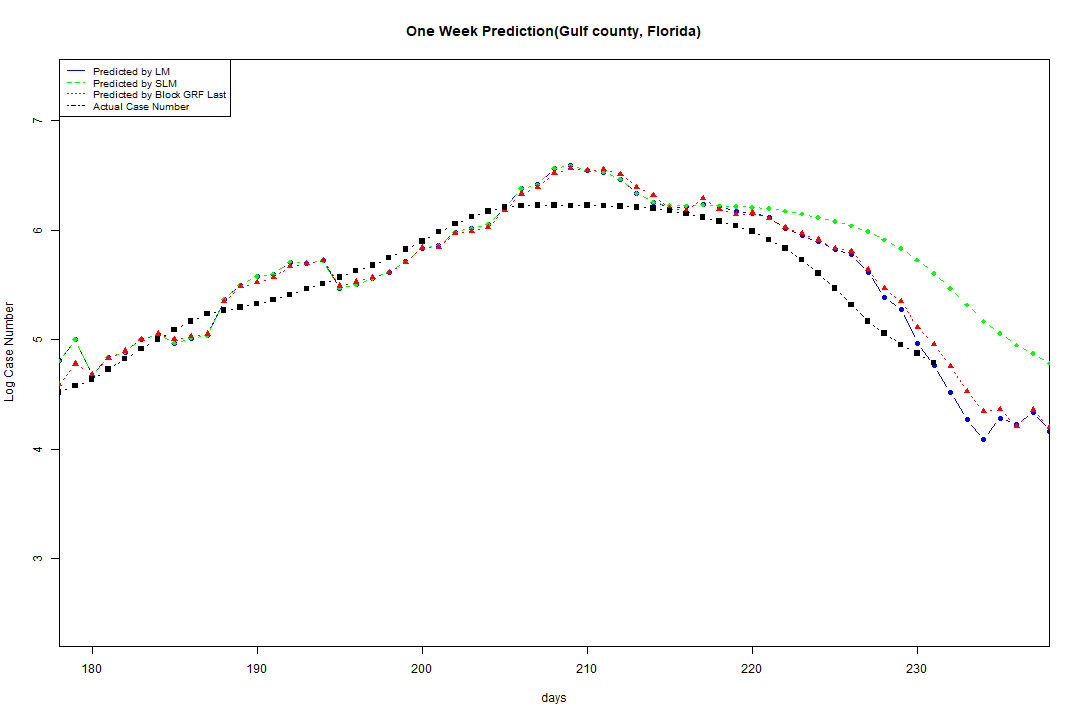 One Week Prediction(Gulf county, Florida)
Predicted by LM
Predicted by SLM
Predicted by Block GRF Last
Actual Case Number
7
6
5
4
3
Log Case Number
180 190 200 210 220 230
days